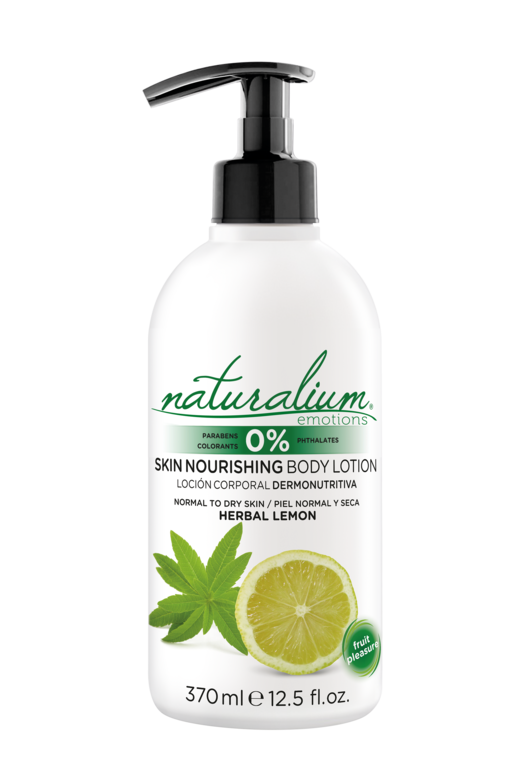 naturalium®
emotions
PARABENS
COLORANTS
0%
PHTHALATES
SKIN NOURISHING BODY LOTION
LOCIÓN CORPORAL DERMONUTRITIVA
NORMAL TO DRY SKIN / PIEL NORMAL Y SECA
HERBAL LEMON
fruit
pleasure
370ml e 12.5 fl.oz.